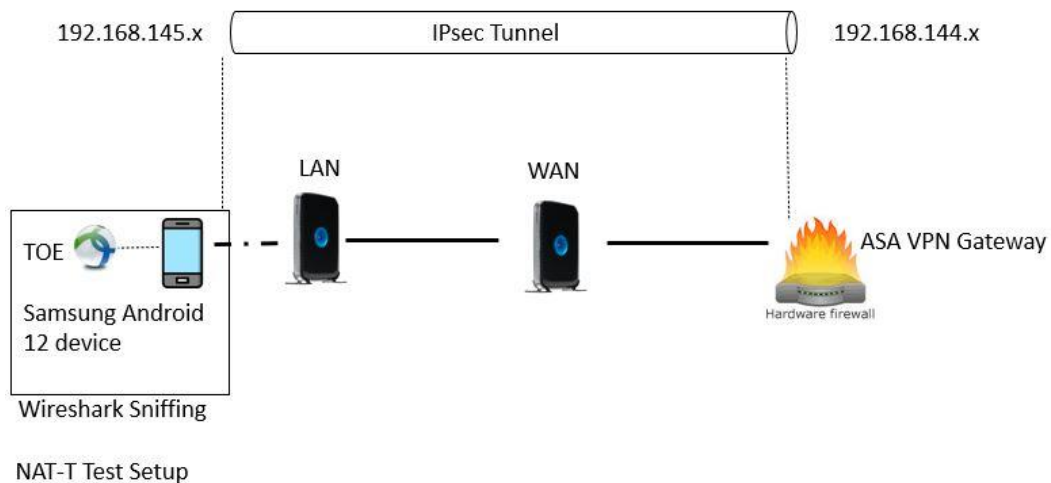 192.168.145.x
IPsec Tunnel
192.168.144.x
LAN
WAN
TOE
ASA VPN Gateway
Samsung Android
12 device
Hardware firewall
Wireshark Sniffing
NAT-T Test Setup